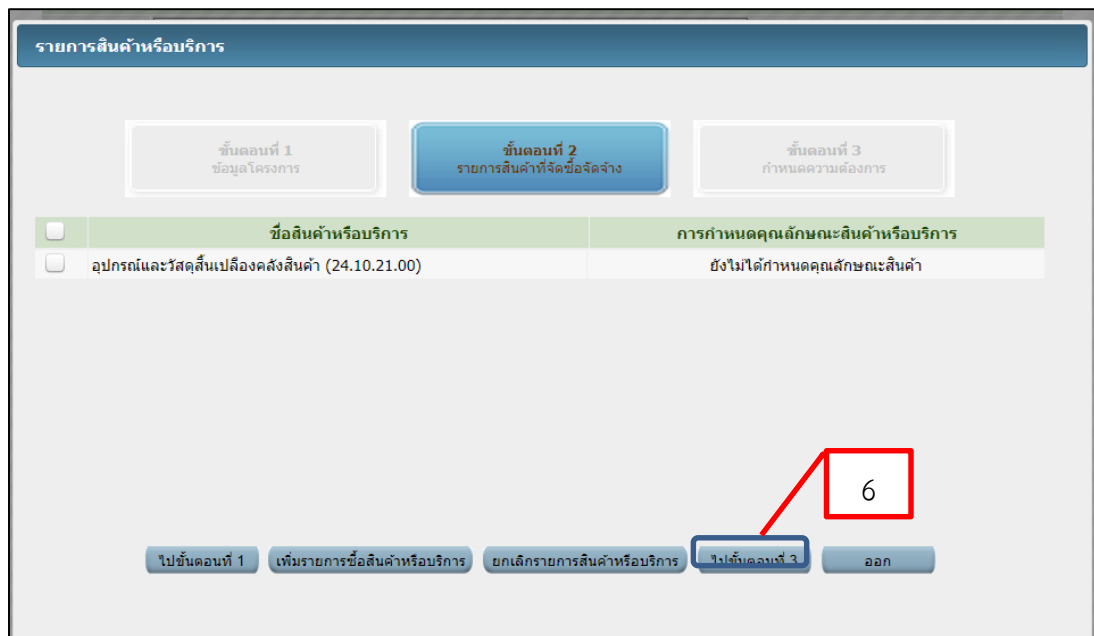 รายการสินค้าหรือบริการ
ขั้นตอนที่ 1
ข้อมูลโครงการ
ขั้นตอนที่ 2
รายการสินค้าที่จัดซื้อจัดจ้าง
ขั้นตอนที่ 3
กำหนดความต้องการ
ชื่อสินค้าหรือบริการ การกำหนดคุณลักษณะสินค้าหรือบริการ
อุปกรณ์และวัสดุสิ้นเปลืองคลังสินค้า (24.10.21.00) ยังไม่ได้กำหนดคุณลักษณะสินค้า
6
ไปขั้นตอนที่ 1 เพิ่มรายการซื้อสินค้าหรือบริการ ยกเลิกรายการสินค้าหรือบริการ ไปขั้นตอนที่ 3 ออก